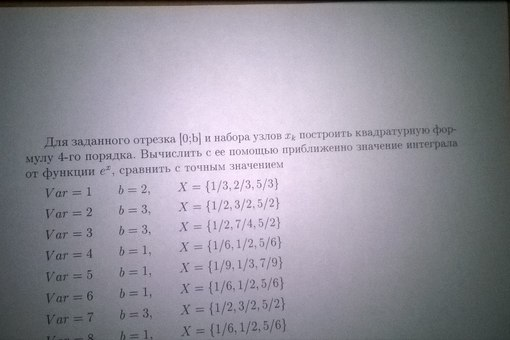 Для заданного отрезка [0;b] и набора узлов x_k построить квадратурную фор-
мулу 4-го порядка. Вычислить с ее помощью приближенно значение интеграла
от функции e^x, сравнить с точным значением
Var = 1 b = 2, X = {1/3, 2/3, 5/3}
Var = 2 b = 3, X = {1/2, 3/2, 5/2}
Var = 3 b = 3, X = {1/2, 7/4, 5/2}
Var = 4 b = 1, X = {1/6, 1/2, 5/6}
Var = 5 b = 1, X = {1/9, 1/3, 7/9}
Var = 6 b = 1, X = {1/6, 1/2, 5/6}
Var = 7 b = 3, X = {1/2, 3/2, 5/2}
Var = 8 b = 1, X = {1/6, 1/2, 5/6}